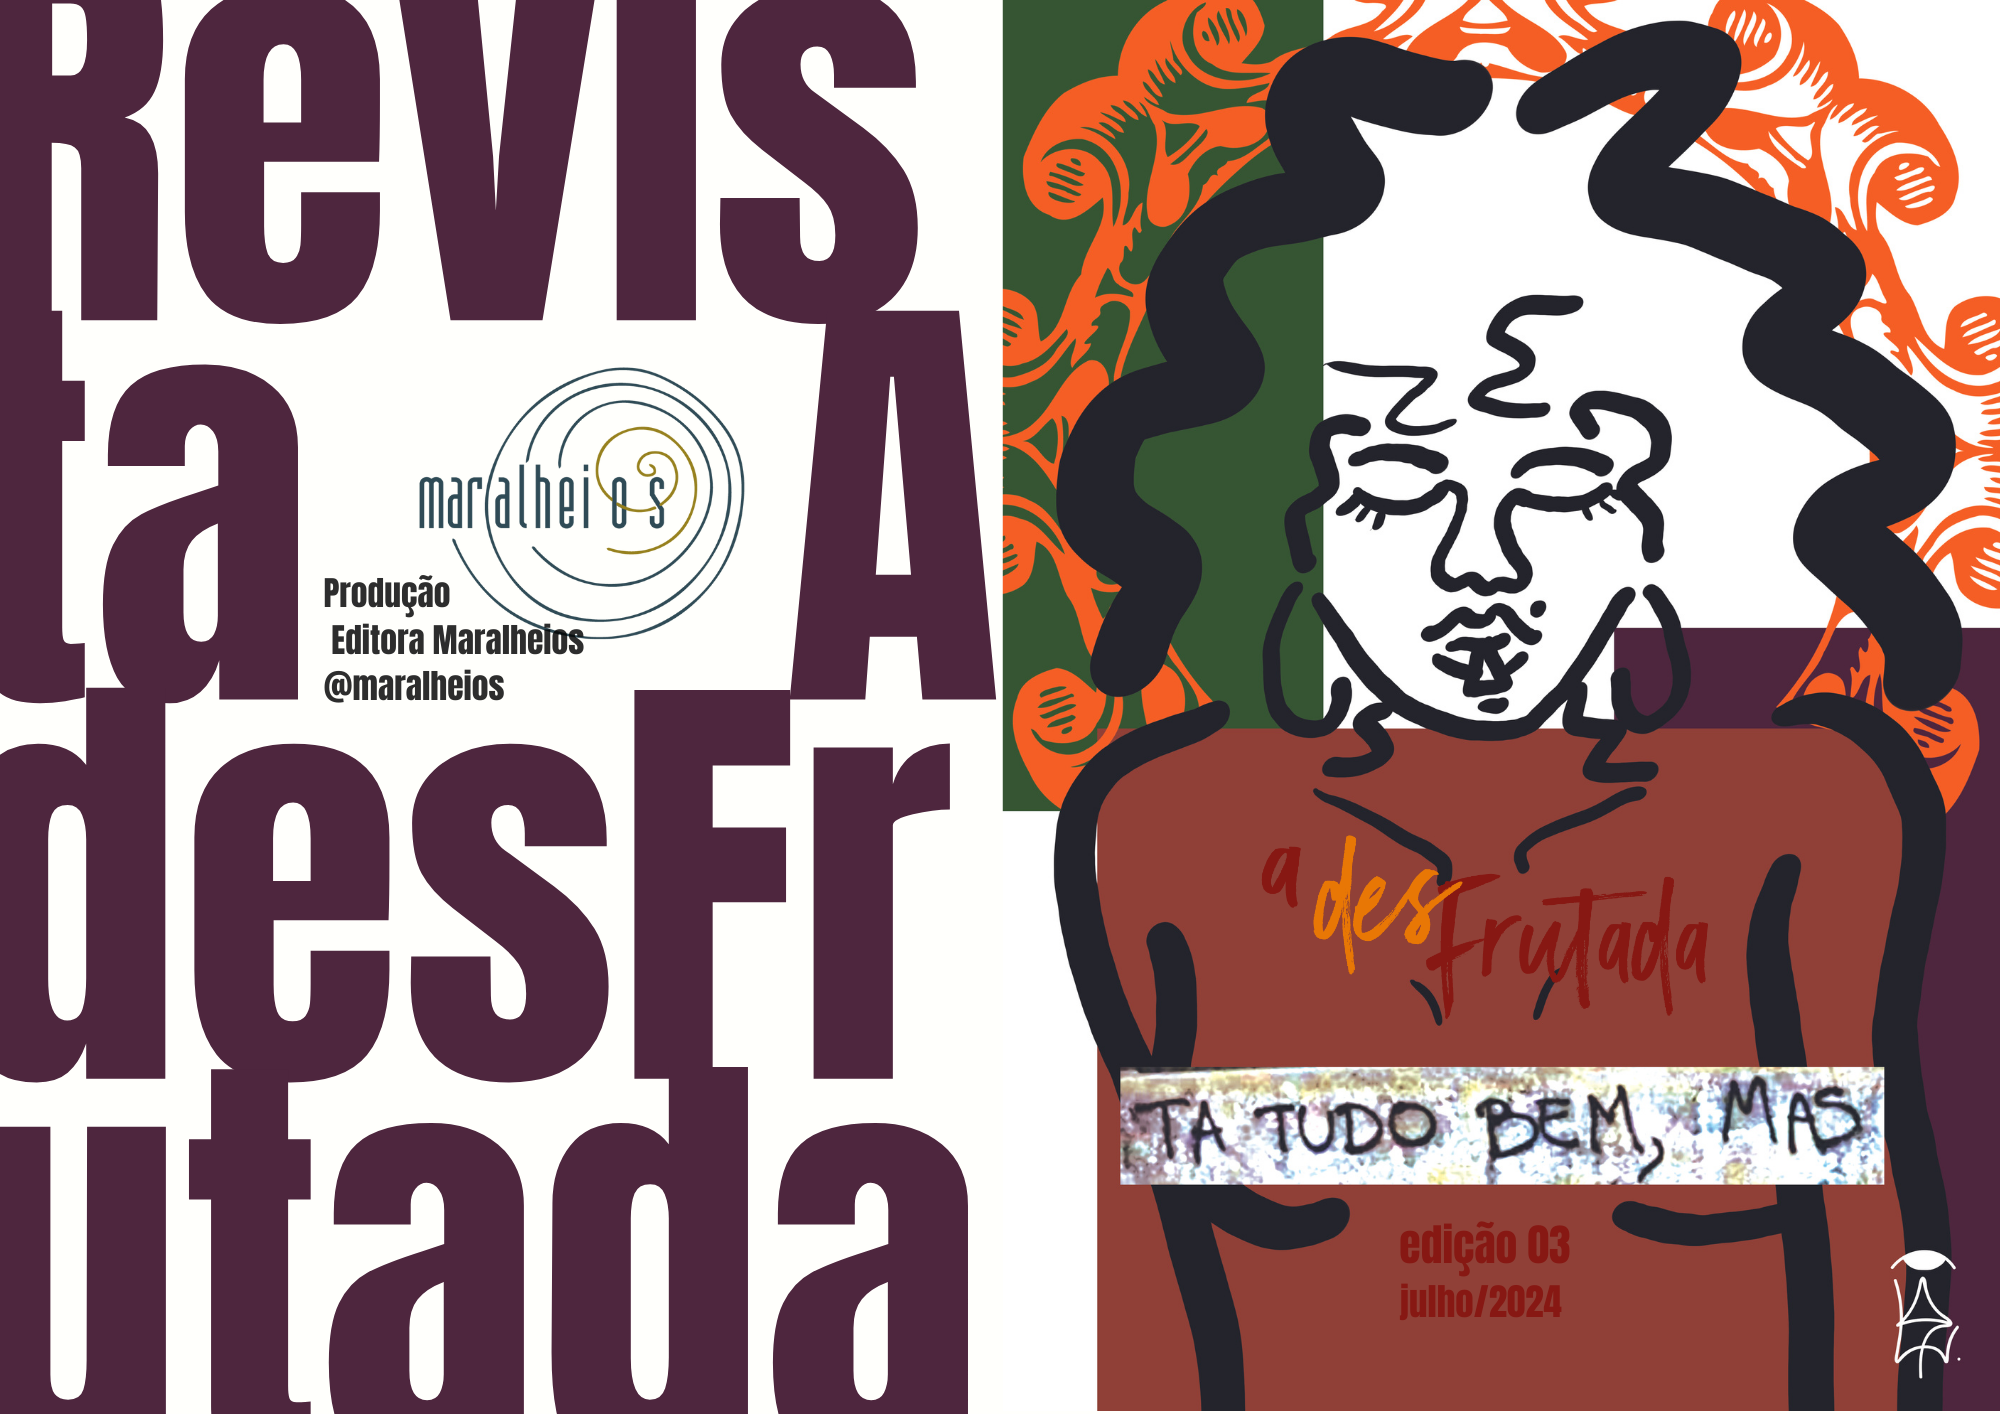 Revis
ta A
desFr
utada
maralheios
Produção
Editora Maralheios
@maralheios
a desFrutada
TA TUDO BEM, MAS
edição 03
julho/2024